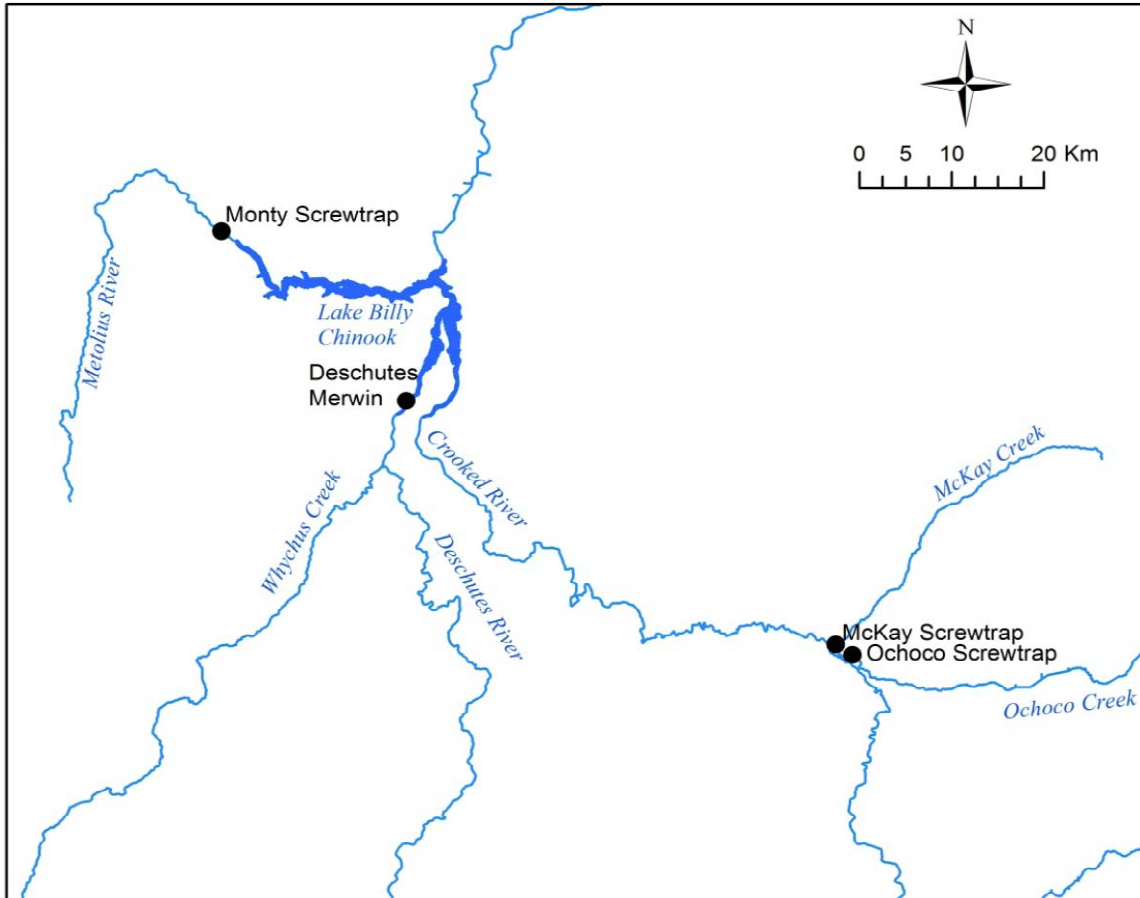 N
0 5 10 20 Km
Monty Screwtrap
Metolius River
Lake Billy
Chinook
Deschutes
Merwin
Crooked River
McKay Creek
Whychus Creek
Deschutes River
McKay Screwtrap
Ochoco Screwtrap
Ochoco Creek